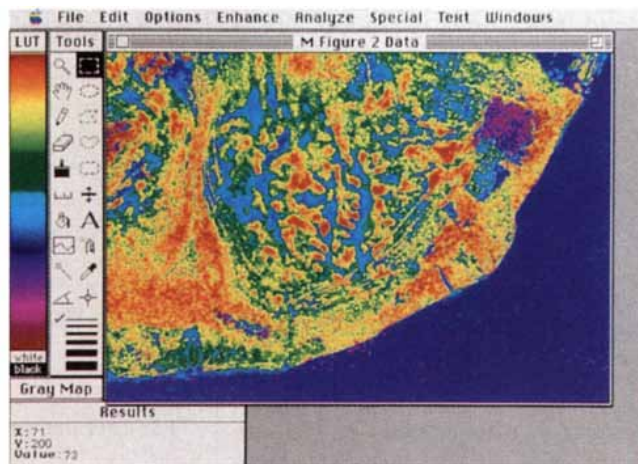 File Edit Options Enhance Analyze Special Text Windows
LUT
Tools
M.Figure 2 Data
A
white
black
Gray Map
Results
X:71
Y:200
Value:73